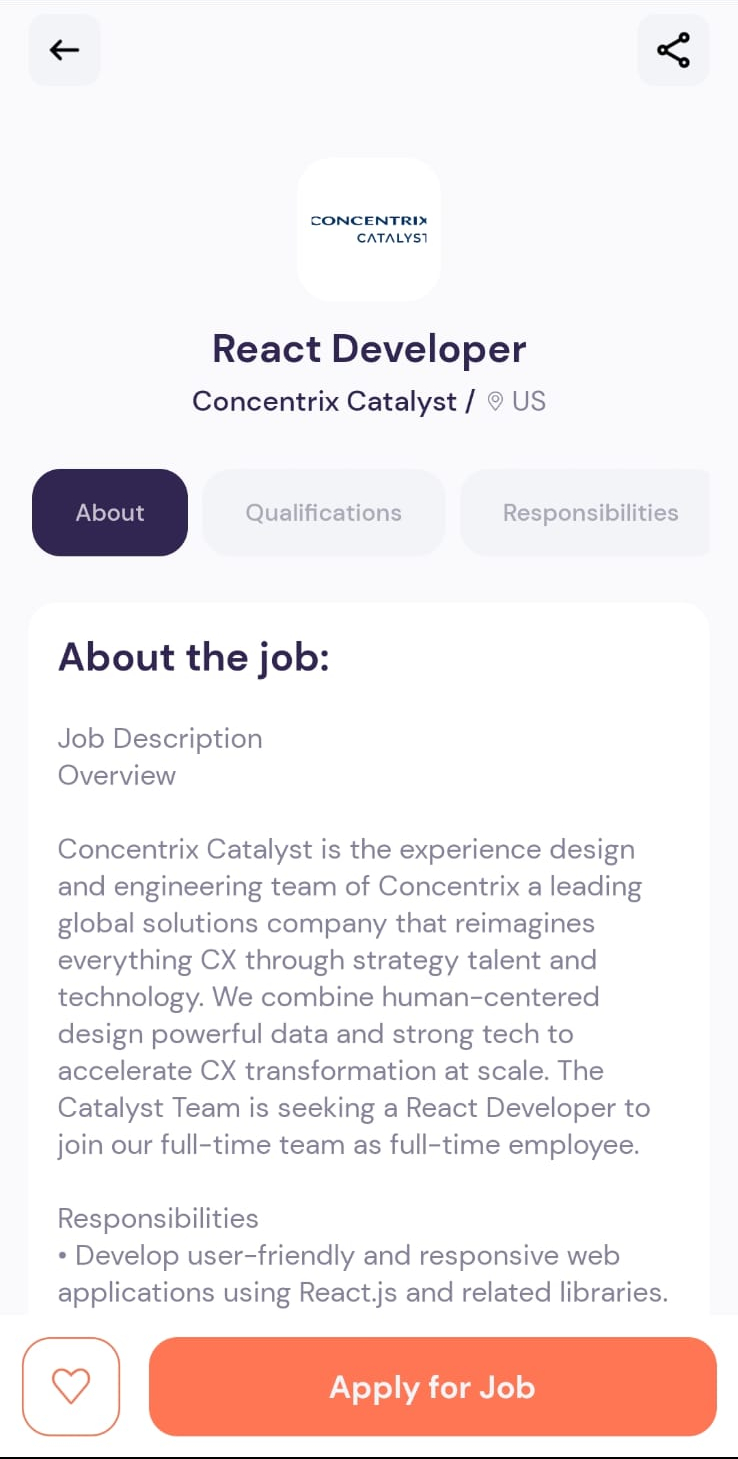 CONCENTRIX
CATALYST
React Developer
Concentrix Catalyst / US
About
Qualifications
Responsibilities
About the job:
Job Description
Overview
Concentrix Catalyst is the experience design
and engineering team of Concentrix a leading
global solutions company that reimagines
everything CX through strategy talent and
technology. We combine human-centered
design powerful data and strong tech to
accelerate CX transformation at scale. The
Catalyst Team is seeking a React Developer to
join our full-time team as full-time employee.
Responsibilities
• Develop user-friendly and responsive web
applications using React.js and related libraries.
Apply for Job